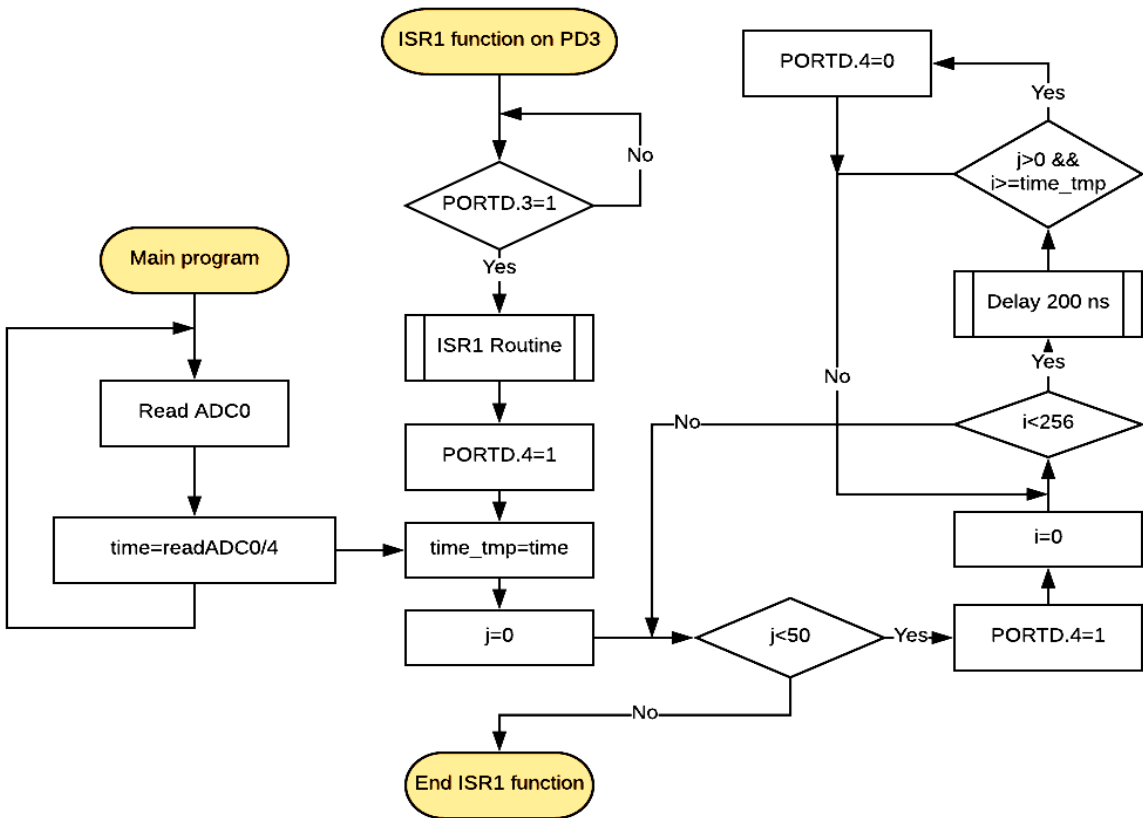 ISR1 function on PD3
No
PORTD.3=1
Yes
ISR1 Routine
PORTD.4=1
time_tmp=time
j=0
Main program
Read ADC0
time=readADC0/4
j<50
Yes
PORTD.4=1
i=0
i<256
No
Yes
Delay 200 ns
j>0 &&
i>=time_tmp
Yes
PORTD.4=0
No
No
End ISR1 function